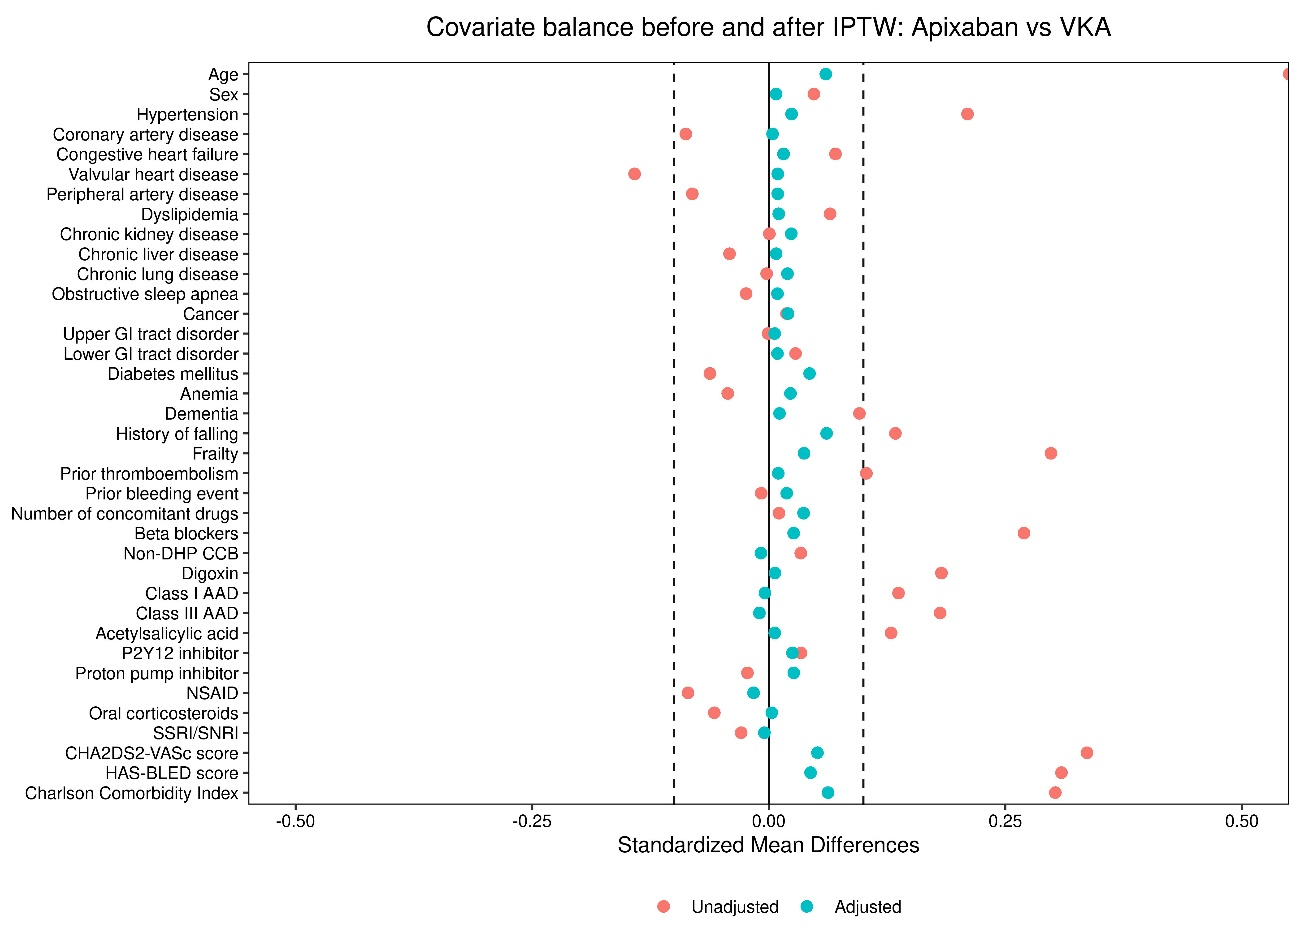 Covariate balance before and after IPTW: Apixaban vs VKA
Age
Sex
Hypertension
Coronary artery disease
Congestive heart failure
Valvular heart disease
Peripheral artery disease
Dyslipidemia
Chronic kidney disease
Chronic liver disease
Chronic lung disease
Obstructive sleep apnea
Cancer
Upper GI tract disorder
Lower GI tract disorder
Diabetes mellitus
Anemia
Dementia
History of falling
Frailty
Prior thromboembolism
Prior bleeding event
Number of concomitant drugs
Beta blockers
Non-DHP CCB
Digoxin
Class I AAD
Class III AAD
Acetylsalicylic acid
P2Y12 inhibitor
Proton pump inhibitor
NSAID
Oral corticosteroids
SSRI/SNRI
CHA2DS2-VASc score
HAS-BLED score
Charlson Comorbidity Index
-0.50 -0.25 0.00 0.25 0.50
Standardized Mean Differences
Unadjusted Adjusted